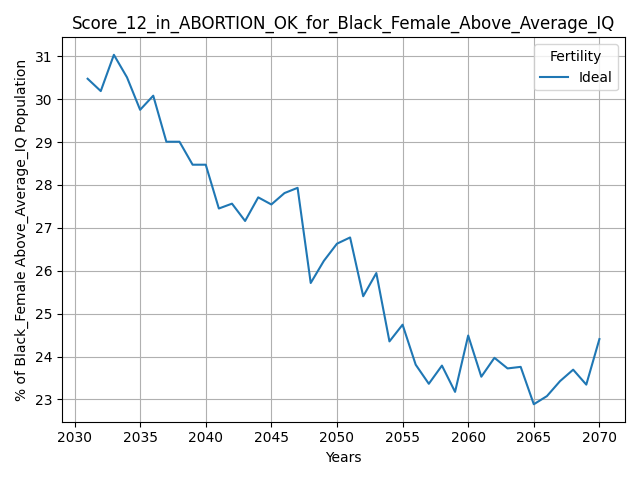 Score_12_in_ABORTION_OK_for_Black_Female_Above_Average_IQ
% of Black_Female Above_Average_IQ Population
31
30
29
28
27
26
25
24
23
Fertility
Ideal
2030 2035 2040 2045 2050 2055 2060 2065 2070
Years